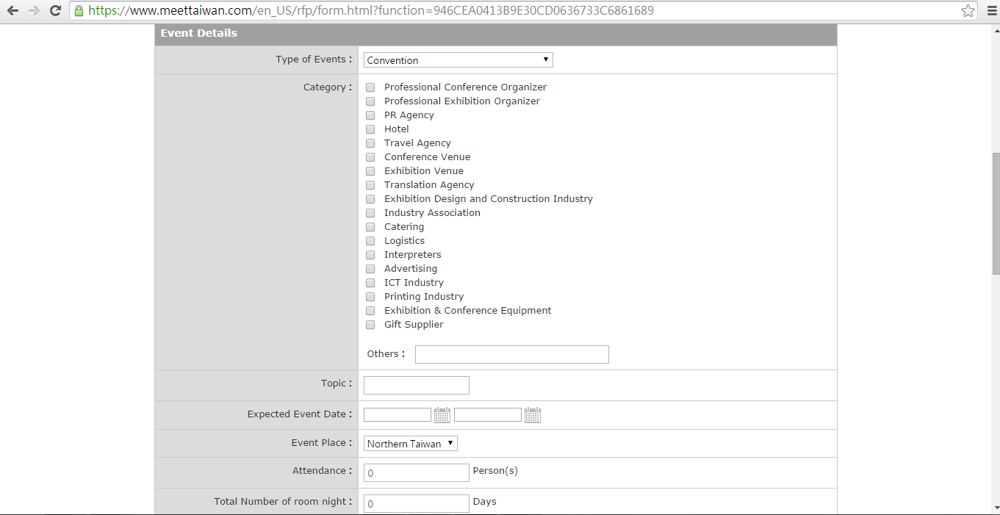 https://www.meettaiwan.com/en_US/rfp/form.html?function=946CEA0413B9E30CD0636733C6861689
Event Details
Type of Events : Convention
Category : Professional Conference Organizer
Professional Exhibition Organizer
PR Agency
Hotel
Travel Agency
Conference Venue
Exhibition Venue
Translation Agency
Exhibition Design and Construction Industry
Industry Association
Catering
Logistics
Interpreters
Advertising
ICT Industry
Printing Industry
Exhibition & Conference Equipment
Gift Supplier
Others :
Topic :
Expected Event Date :
Event Place : Northern Taiwan
Attendance : 0 Person(s)
Total Number of room night : 0 Days